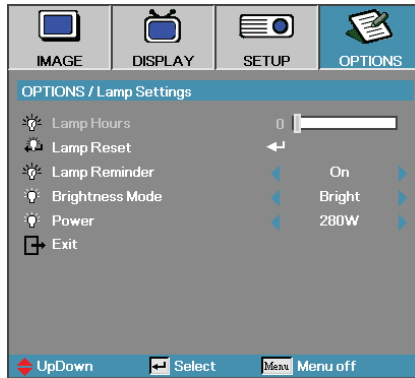 IMAGE DISPLAY SETUP OPTIONS
OPTIONS / Lamp Settings
Lamp Hours 0
Lamp Reset
Lamp Reminder On
Brightness Mode Bright
Power 280W
Exit
UpDown Select Menu Menu off